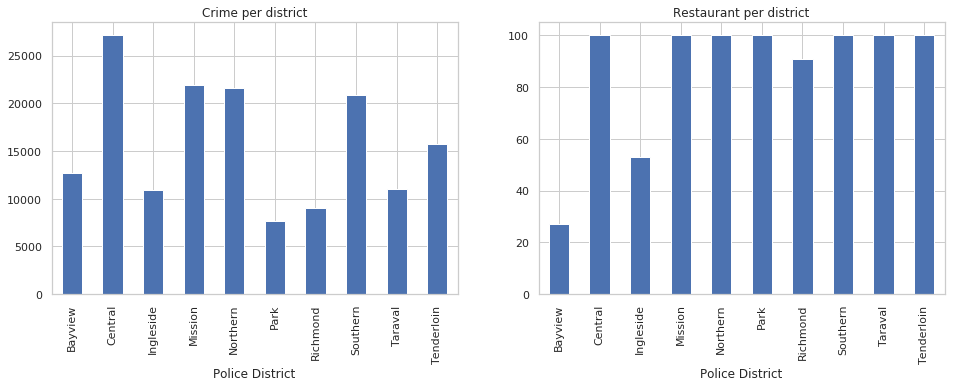 Crime per district
25000
20000
15000
10000
5000
0
Bayview
Central
Ingleside
Mission
Northern
Park
Richmond
Southern
Taraval
Tenderloin
Police District
Restaurant per district
100
80
60
40
20
0
Bayview
Central
Ingleside
Mission
Northern
Park
Richmond
Southern
Taraval
Tenderloin
Police District